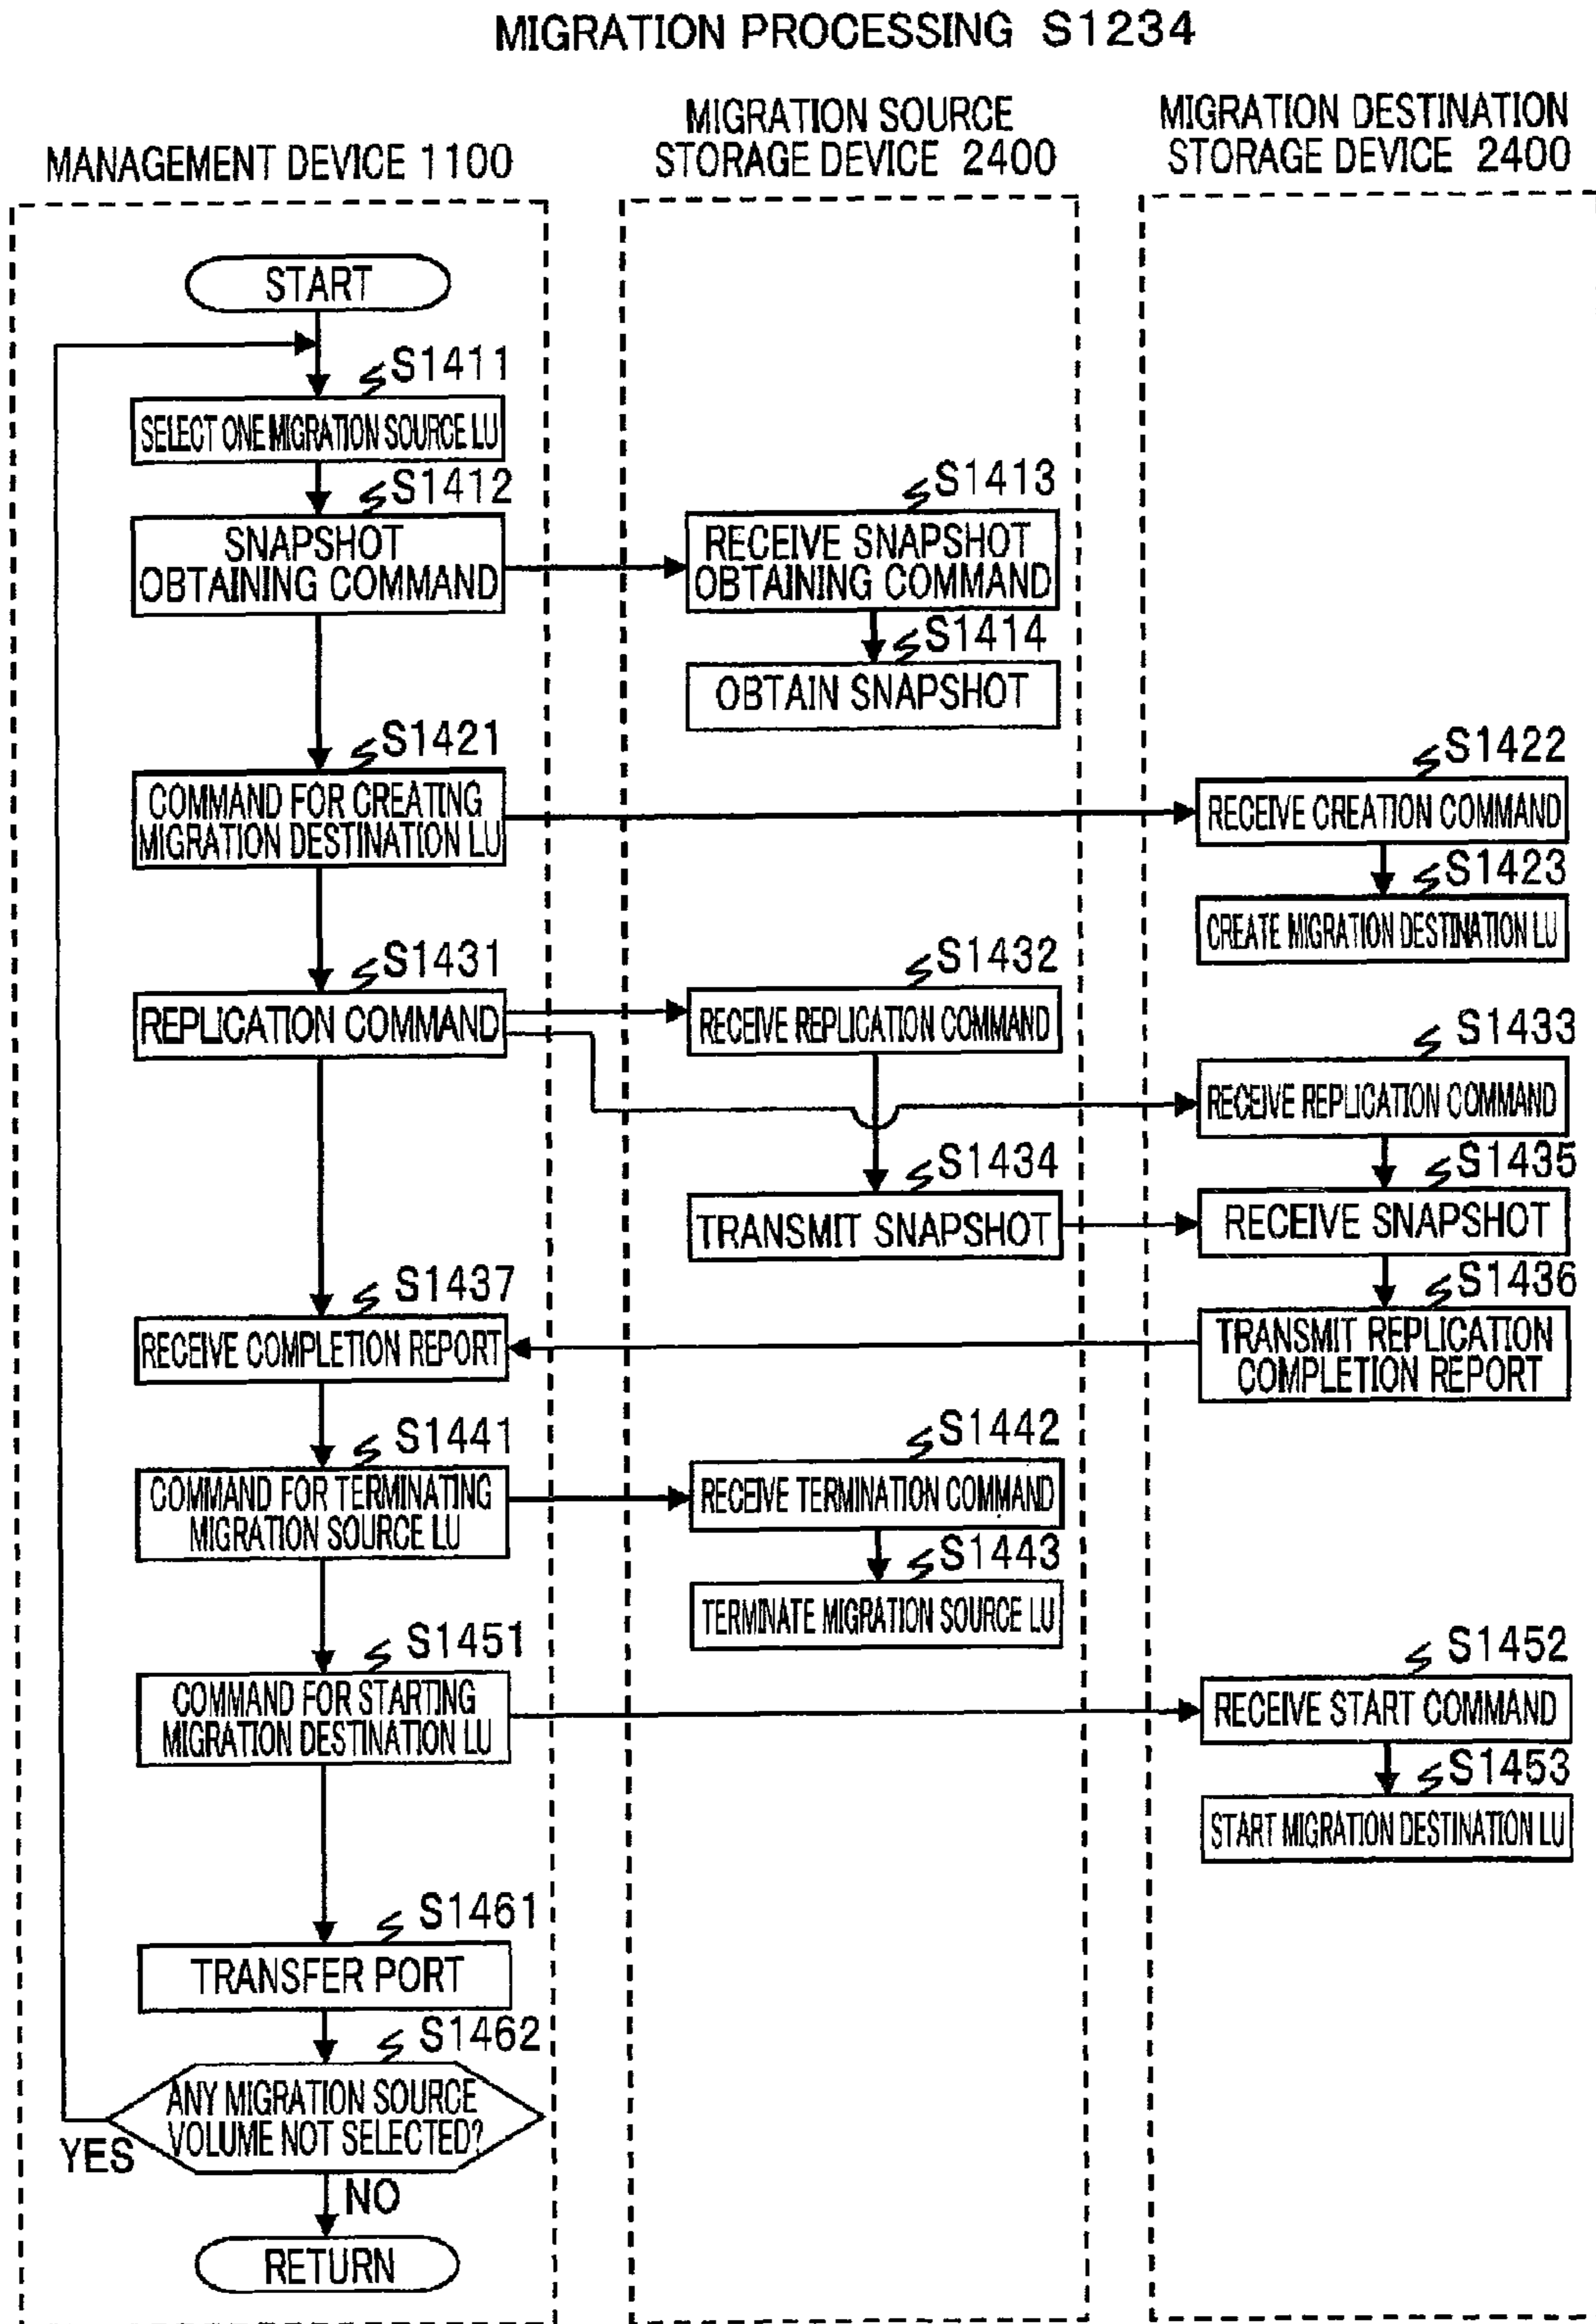 MIGRATION PROCESSING S1234
MANAGEMENT DEVICE 1100
MIGRATION SOURCE
STORAGE DEVICE 2400
MIGRATION DESTINATION
STORAGE DEVICE 2400
START
S1411
SELECT ONE MIGRATION SOURCE LU
S1412
SNAPSHOT
OBTAINING COMMAND
S1413
RECEIVE SNAPSHOT
OBTAINING COMMAND
S1414
OBTAIN SNAPSHOT
S1421
COMMAND FOR CREATING
MIGRATION DESTINATION LU
S1422
RECEIVE CREATION COMMAND
S1423
CREATE MIGRATION DESTINATION LU
S1431
REPLICATION COMMAND
S1432
RECEIVE REPLICATION COMMAND
S1433
RECEIVE REPLICATION COMMAND
S1434
TRANSMIT SNAPSHOT
S1435
RECEIVE SNAPSHOT
S1436
TRANSMIT REPLICATION
COMPLETION REPORT
S1437
RECEIVE COMPLETION REPORT
S1441
COMMAND FOR TERMINATING
MIGRATION SOURCE LU
S1442
RECEIVE TERMINATION COMMAND
S1443
TERMINATE MIGRATION SOURCE LU
S1451
COMMAND FOR STARTING
MIGRATION DESTINATION LU
S1452
RECEIVE START COMMAND
S1453
START MIGRATION DESTINATION LU
S1461
TRANSFER PORT
S1462
ANY MIGRATION SOURCE
VOLUME NOT SELECTED?
YES
NO
RETURN